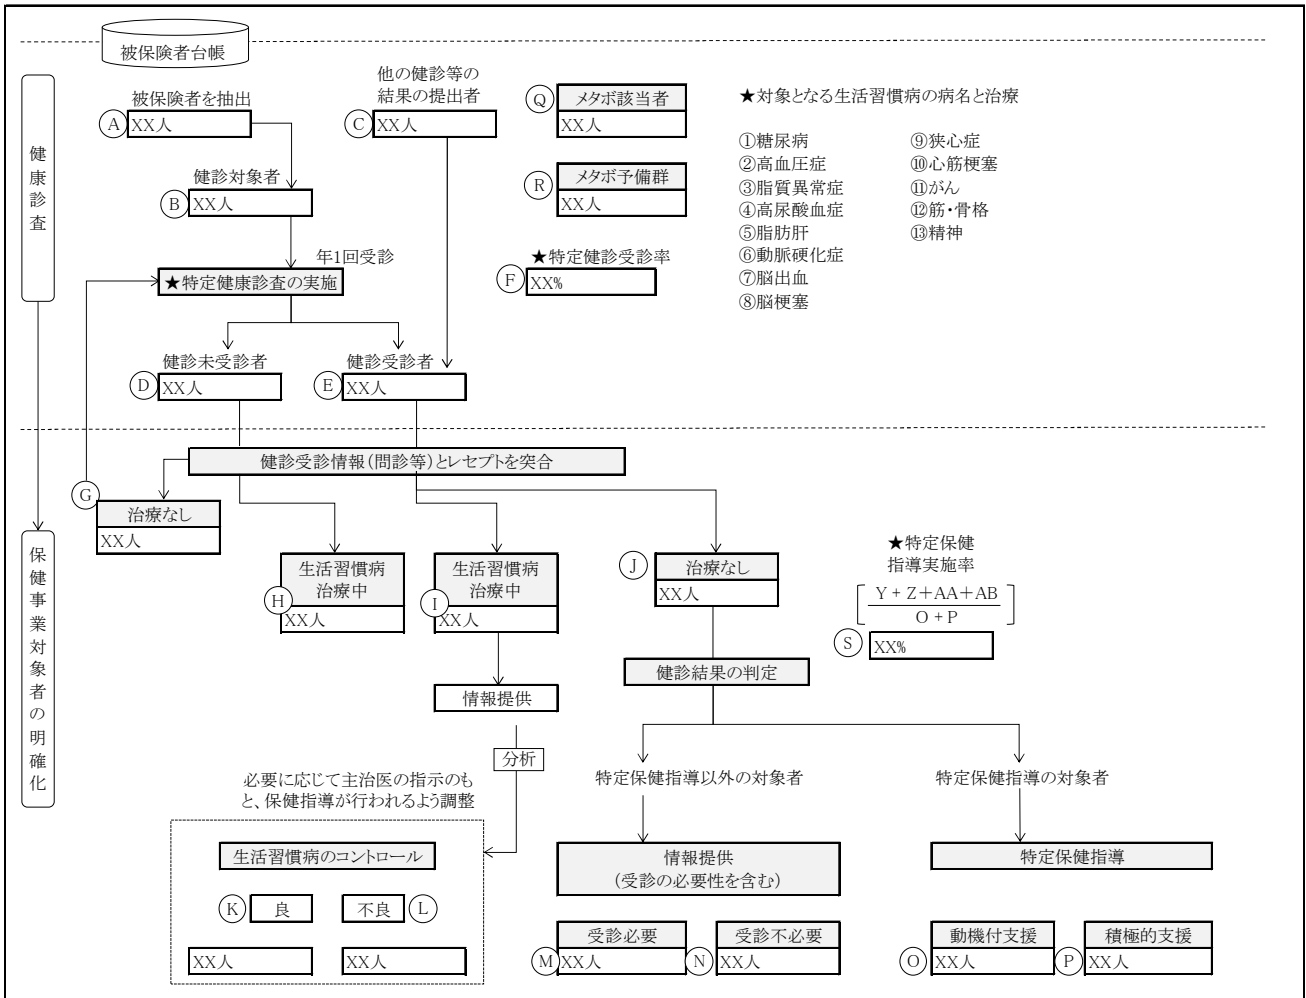 被保険者台帳
健康診査
被保険者を抽出
A
XX人
他の健診等の
結果の提出者
C
XX人
Q
メタボ該当者
XX人
R
メタボ予備群
XX人
★対象となる生活習慣病の病名と治療
①糖尿病
②高血圧症
③脂質異常症
④高尿酸血症
⑤脂肪肝
⑥動脈硬化症
⑦脳出血
⑧脳梗塞
⑨狭心症
⑩心筋梗塞
⑪がん
⑫筋・骨格
⑬精神
健診対象者
B
XX人
年1回受診
★特定健康診査の実施
★特定健診受診率
F
XX%
健診未受診者
D
XX人
健診受診者
E
XX人
保健事業対象者の明確化
健診受診情報(問診等)とレセプトを突合
G
治療なし
XX人
生活習慣病
治療中
H
XX人
生活習慣病
治療中
I
XX人
J
治療なし
XX人
★特定保健
指導実施率
Y + Z+AA+AB
O + P
S
XX%
健診結果の判定
情報提供
分析
必要に応じて主治医の指示のも
と、保健指導が行われるよう調整
特定保健指導以外の対象者
特定保健指導の対象者
生活習慣病のコントロール
K
良
不良
L
XX人
XX人
情報提供
(受診の必要性を含む)
受診必要
M
XX人
受診不必要
N
XX人
特定保健指導
動機付支援
O
XX人
積極的支援
P
XX人